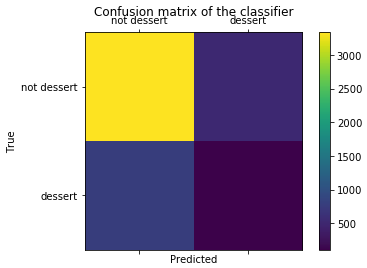 Confusion matrix of the classifier
not dessert dessert
not dessert
dessert
True
Predicted
3000
2500
2000
1500
1000
500